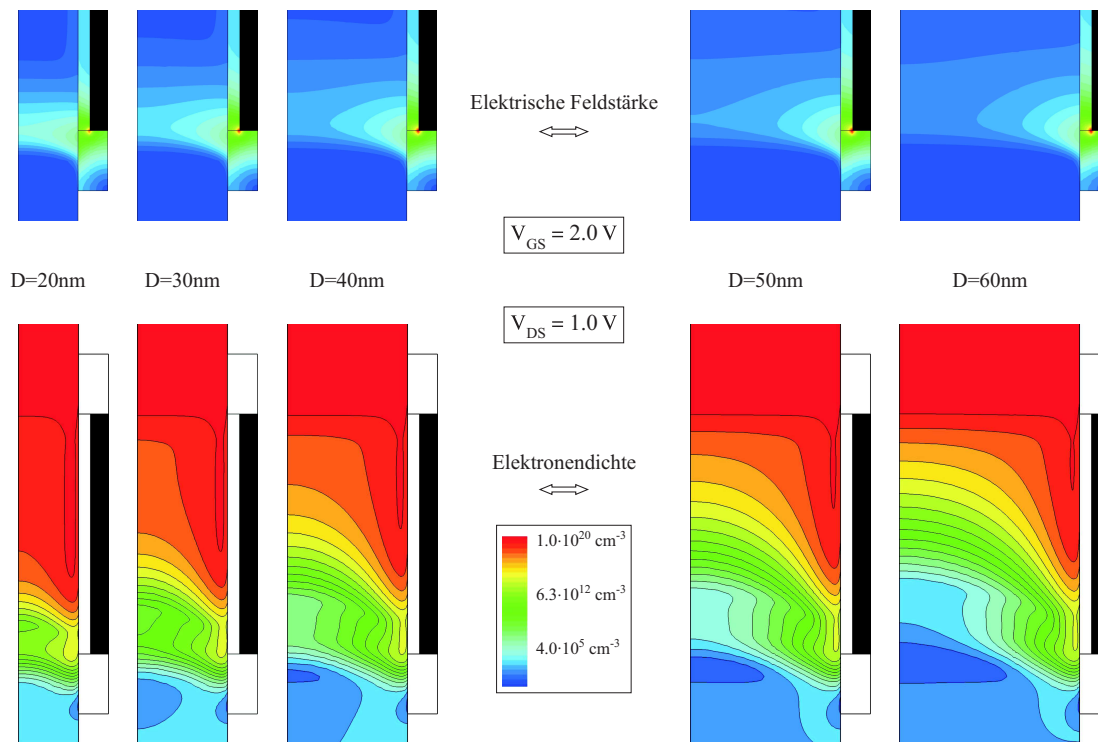 Elektrische Feldstärke
V_GS = 2.0 V
D=20nm
D=30nm
D=40nm
D=50nm
D=60nm
V_DS = 1.0 V
Elektronendichte
1.0·10^20 cm^-3
6.3·10^12 cm^-3
4.0·10^5 cm^-3